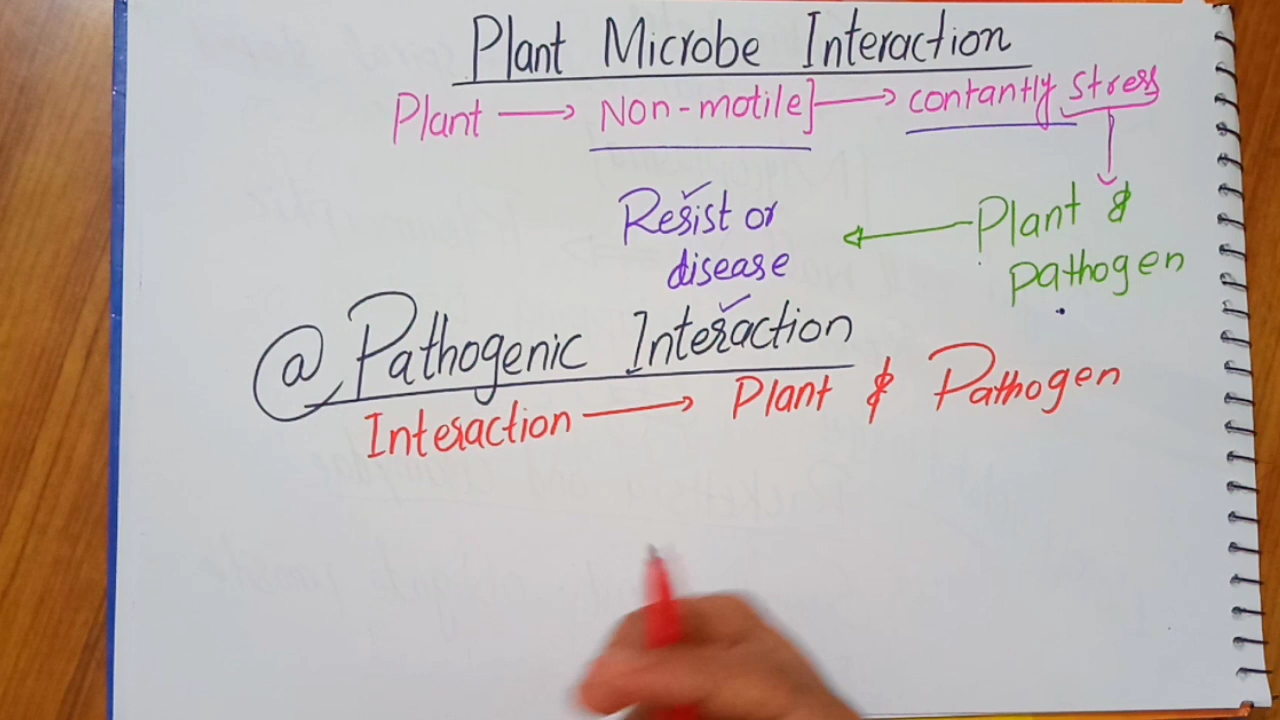 Plant Microbe Interaction
Plant → Non-motile] → contantly stress
Plant &
pathogen
Resist or
disease
@ Pathogenic Interaction
Interaction → Plant & Pathogen